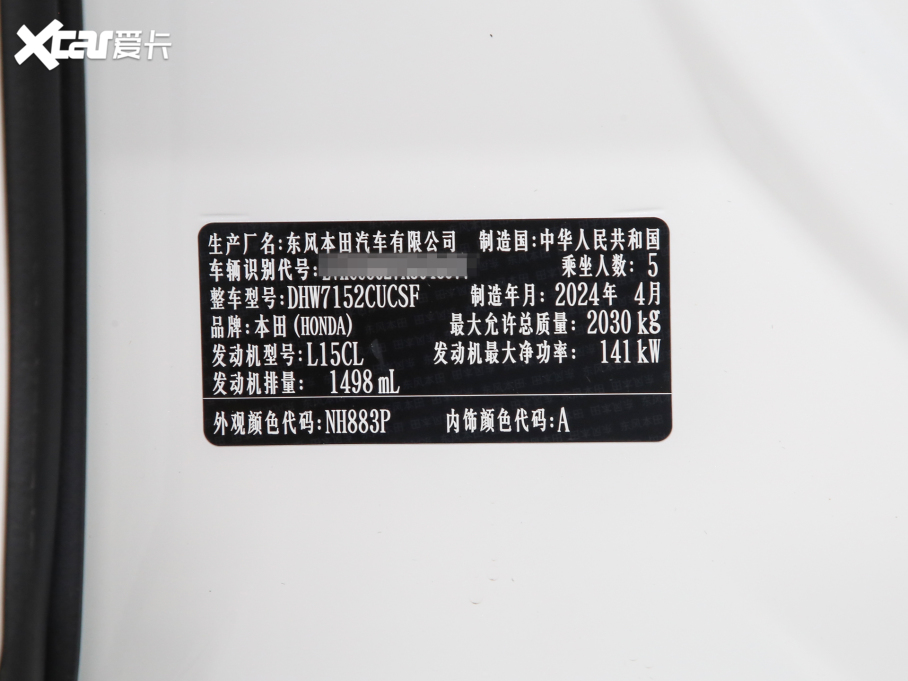 Xcar爱卡
生产厂名:东风本田汽车有限公司 制造国:中华人民共和国
车辆识别代号: 乘坐人数: 5
整车型号:DHW7152CUCSF 制造年月: 2024年 4月
品牌:本田(HONDA) 最大允许总质量: 2030 kg
发动机型号:L15CL 发动机最大净功率: 141 kW
发动机排量: 1498 mL
外观颜色代码:NH883P 内饰颜色代码:A